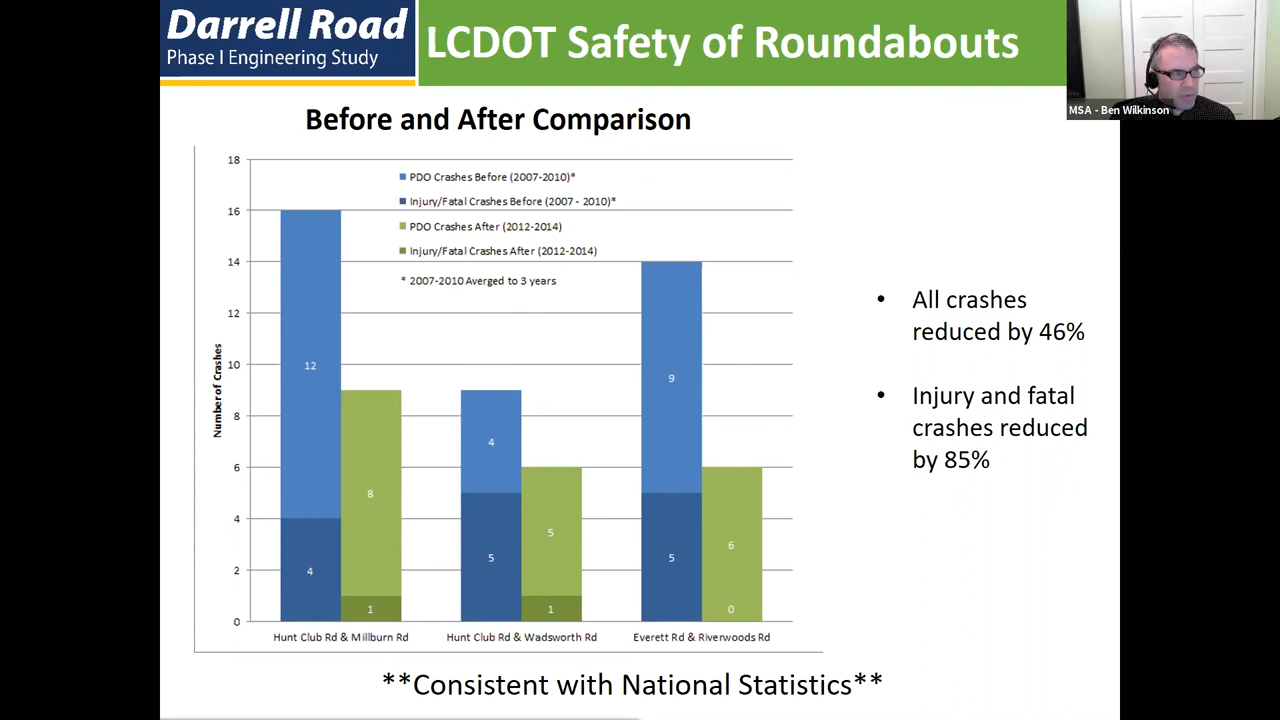 Darrell Road
Phase I Engineering Study
LCDOT Safety of Roundabouts
MSA - Ben Wilkinson
Before and After Comparison
18
16
14
12
10
8
6
4
2
0
Number of Crashes
PDO Crashes Before (2007-2010)*
Injury/Fatal Crashes Before (2007 - 2010)*
PDO Crashes After (2012-2014)
Injury/Fatal Crashes After (2012-2014)
* 2007-2010 Averged to 3 years
12
4
8
1
4
5
5
1
9
5
6
0
Hunt Club Rd & Millburn Rd
Hunt Club Rd & Wadsworth Rd
Everett Rd & Riverwoods Rd
• All crashes
reduced by 46%
• Injury and fatal
crashes reduced
by 85%
**Consistent with National Statistics**